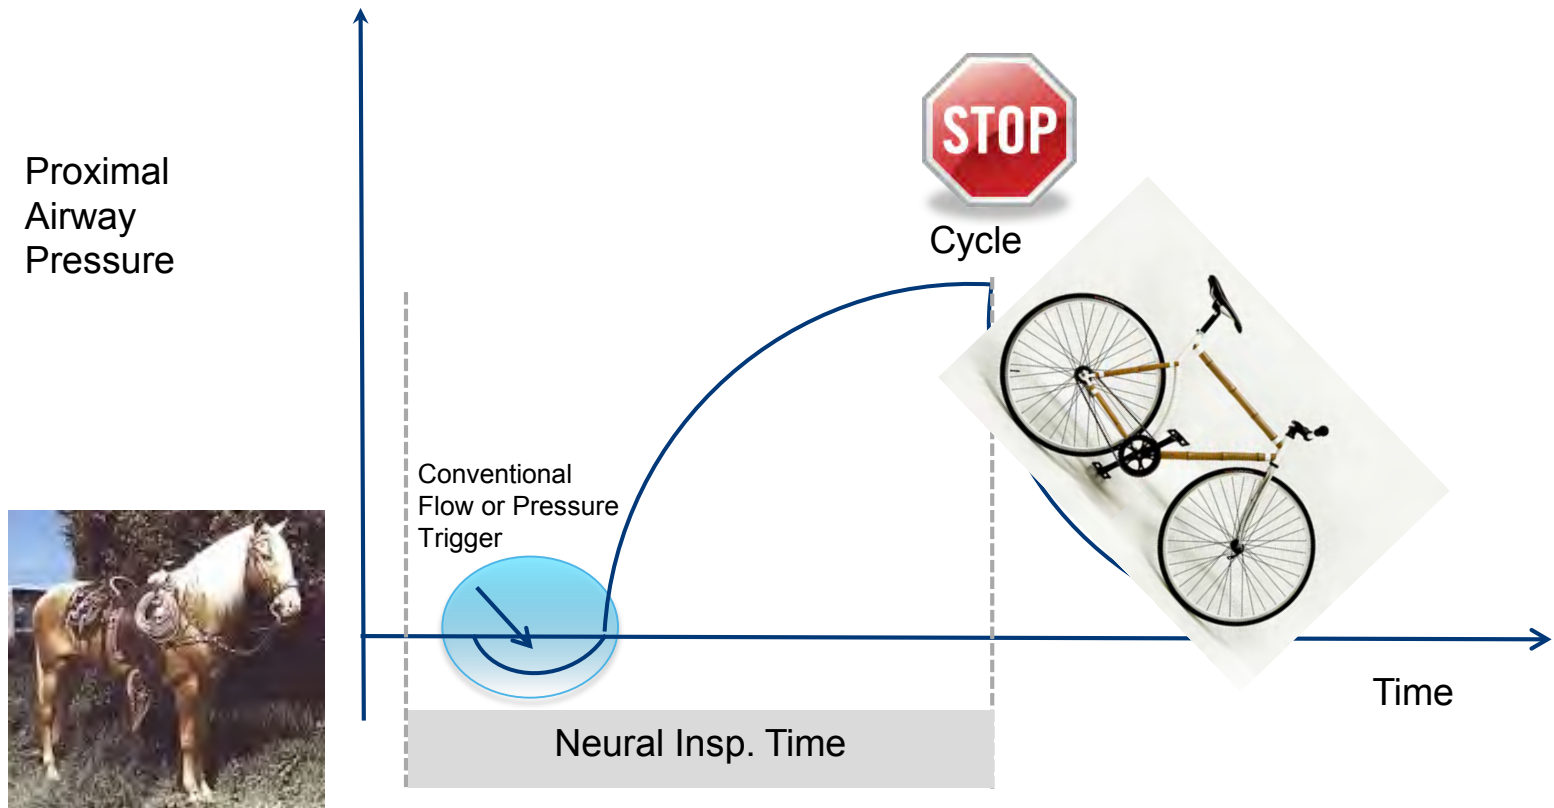 STOP
Cycle
Proximal
Airway
Pressure
Conventional
Flow or Pressure
Trigger
Time
Neural Insp. Time